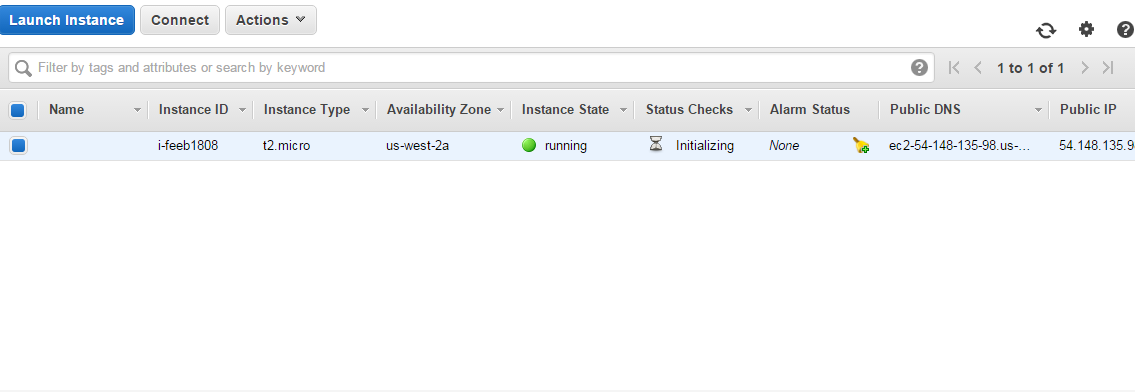 Launch Instance Connect Actions
Filter by tags and attributes or search by keyword 1 to 1 of 1
Name Instance ID Instance Type Availability Zone Instance State Status Checks Alarm Status Public DNS Public IP
i-feeb1808 t2.micro us-west-2a running Initializing None ec2-54-148-135-98.us-... 54.148.135.9